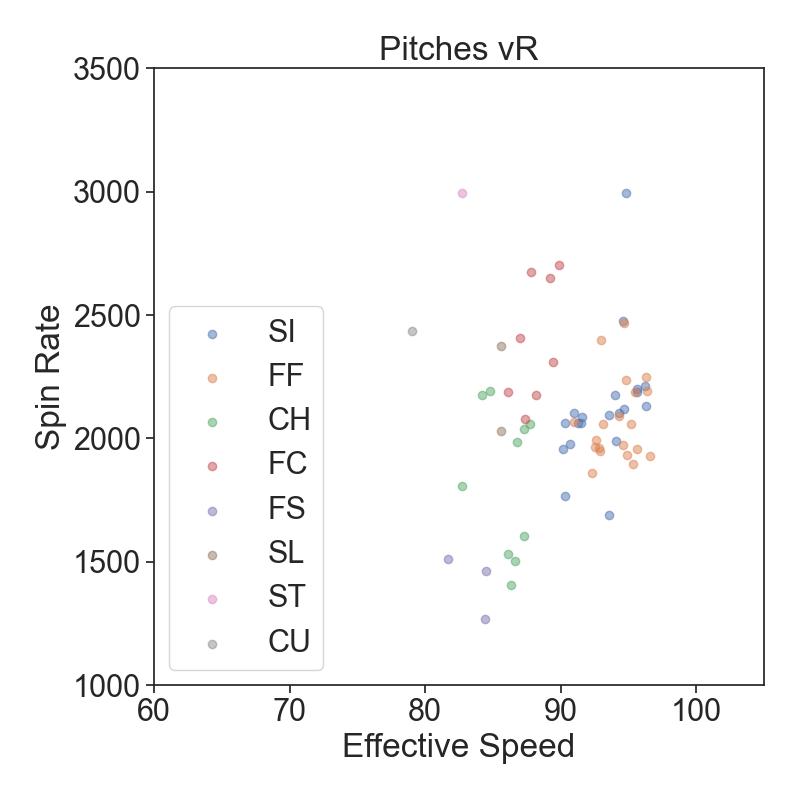 Pitches vR
3500
3000
2500
2000
1500
1000
Spin Rate
SI
FF
CH
FC
FS
SL
ST
CU
60 70 80 90 100
Effective Speed